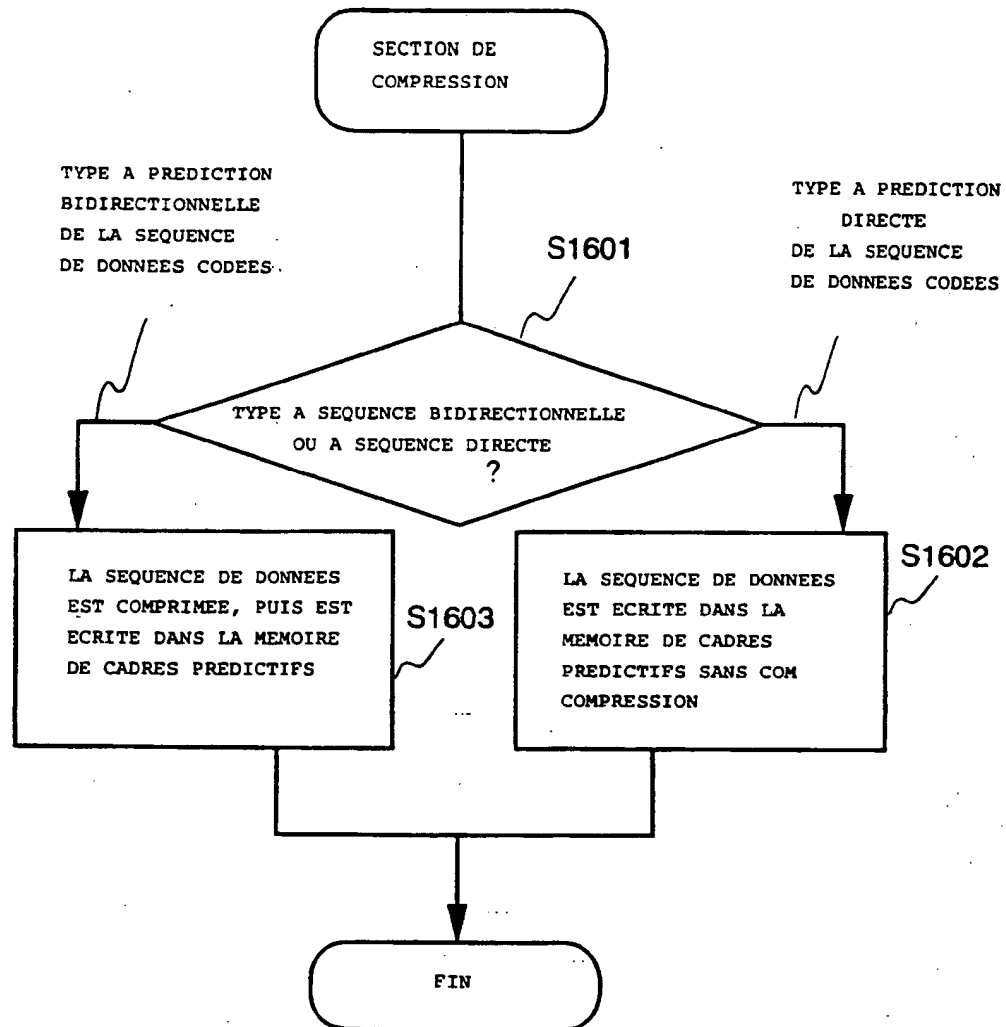 SECTION DE
COMPRESSION
TYPE A PREDICTION
BIDIRECTIONNELLE
DE LA SEQUENCE
DE DONNEES CODEES
TYPE A PREDICTION
DIRECTE
DE LA SEQUENCE
DE DONNEES CODEES
S1601
TYPE A SEQUENCE BIDIRECTIONNELLE
OU A SEQUENCE DIRECTE
?
LA SEQUENCE DE DONNEES
EST COMPRIMEE, PUIS EST
ECRITE DANS LA MEMOIRE
DE CADRES PREDICTIFS
S1603
LA SEQUENCE DE DONNEES
EST ECRITE DANS LA
MEMOIRE DE CADRES
PREDICTIFS SANS COM
COMPRESSION
S1602
FIN